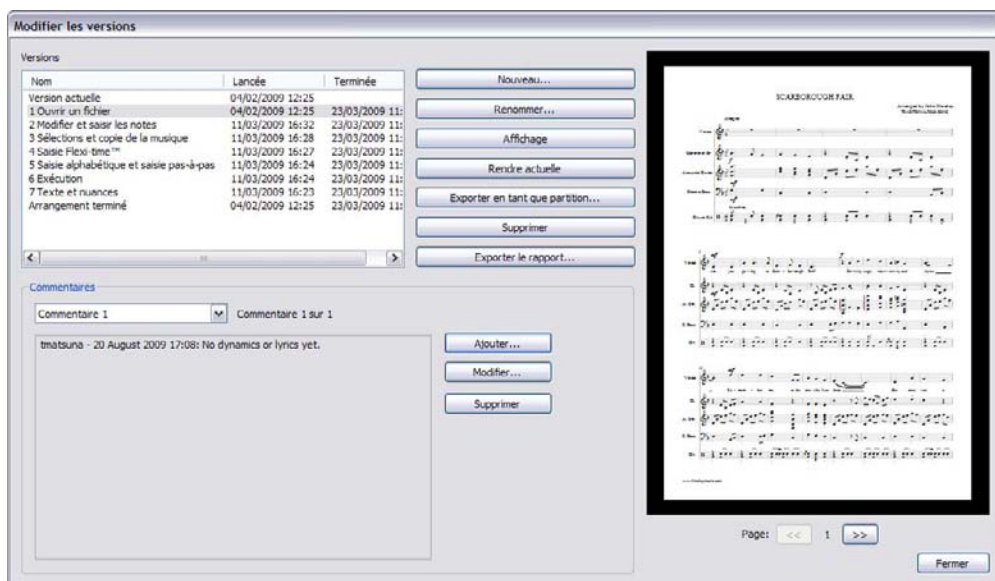 Modifier les versions
Versions
Nom Lancée Terminée
Version actuelle 04/02/2009 12:25
1 Ouvrir un fichier 04/02/2009 12:25 23/03/2009 11:
2 Modifier et saisir les notes 11/03/2009 16:32 23/03/2009 11:
3 Sélections et copie de la musique 11/03/2009 16:28 23/03/2009 11:
4 Saisie Flexi-time™ 11/03/2009 16:27 23/03/2009 11:
5 Saisie alphabétique et saisie pas-à-pas 11/03/2009 16:24 23/03/2009 11:
6 Exécution 11/03/2009 16:24 23/03/2009 11:
7 Texte et nuances 11/03/2009 16:23 23/03/2009 11:
Arrangement terminé 04/02/2009 12:25 23/03/2009 11:
Nouveau...
Renommer...
Affichage
Rendre actuelle
Exporter en tant que partition...
Supprimer
Exporter le rapport...
Commentaires
Commentaire 1
Commentaire 1 sur 1
tmatsuna - 20 August 2009 17:08: No dynamics or lyrics yet.
Ajouter...
Modifier...
Supprimer
SCARBOROUGH FAIR
Page: << 1 >>
Fermer